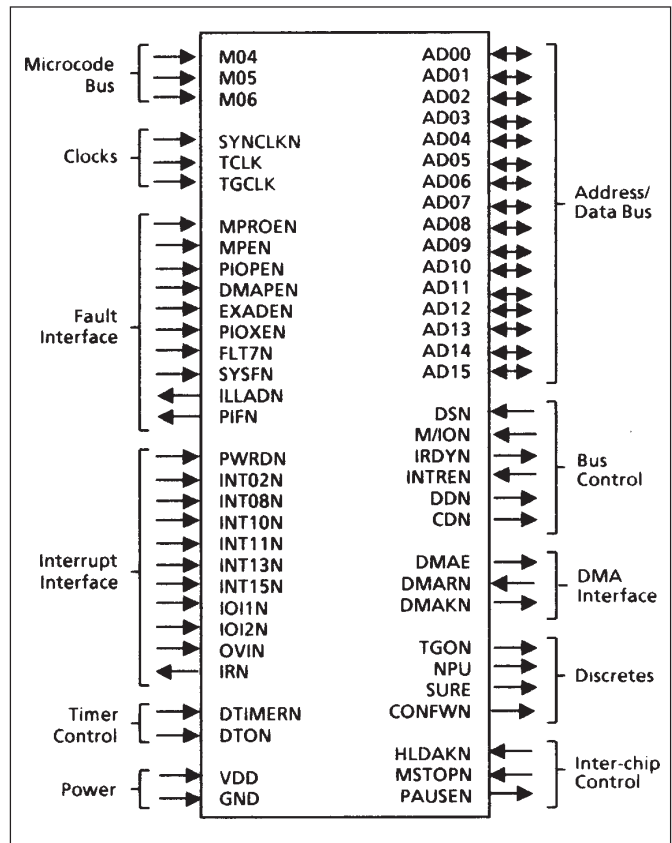 Microcode
Bus
M04
M05
M06
Clocks
SYNCLKN
TCLK
TGCLK
Fault
Interface
MPROEN
MPEN
PIOPEN
DMAPEN
EXADEN
PIOXEN
FLT7N
SYSFN
ILLADN
PIFN
Interrupt
Interface
PWRDN
INT02N
INT08N
INT10N
INT11N
INT13N
INT15N
IOI1N
IOI2N
OVIN
IRN
Timer
Control
DTIMERN
DTON
Power
VDD
GND
AD00
AD01
AD02
AD03
AD04
AD05
AD06
AD07
AD08
AD09
AD10
AD11
AD12
AD13
AD14
AD15
Address/
Data Bus
DSN
M/ION
IRDYN
INTREN
DDN
CDN
Bus
Control
DMAE
DMARN
DMAKN
DMA
Interface
TGON
NPU
SURE
CONFWN
Discretes
HLDAKN
MSTOPN
PAUSEN
Inter-chip
Control